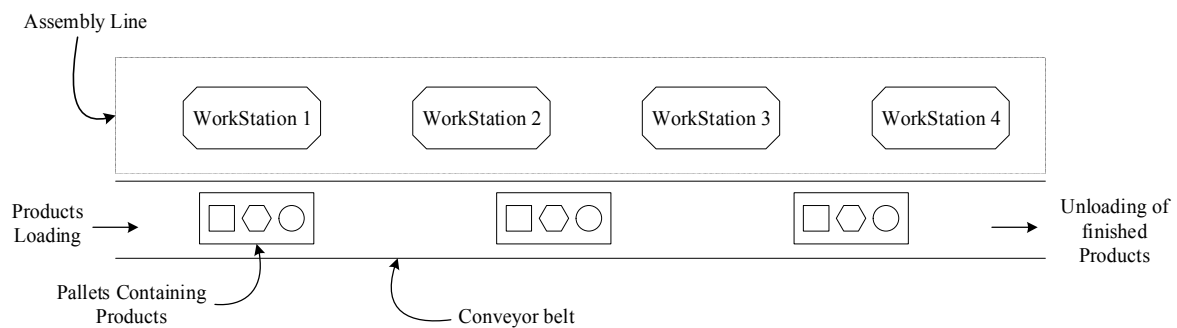 Assembly Line
WorkStation 1
WorkStation 2
WorkStation 3
WorkStation 4
Products
Loading
Unloading of
finished
Products
Pallets Containing
Products
Conveyor belt